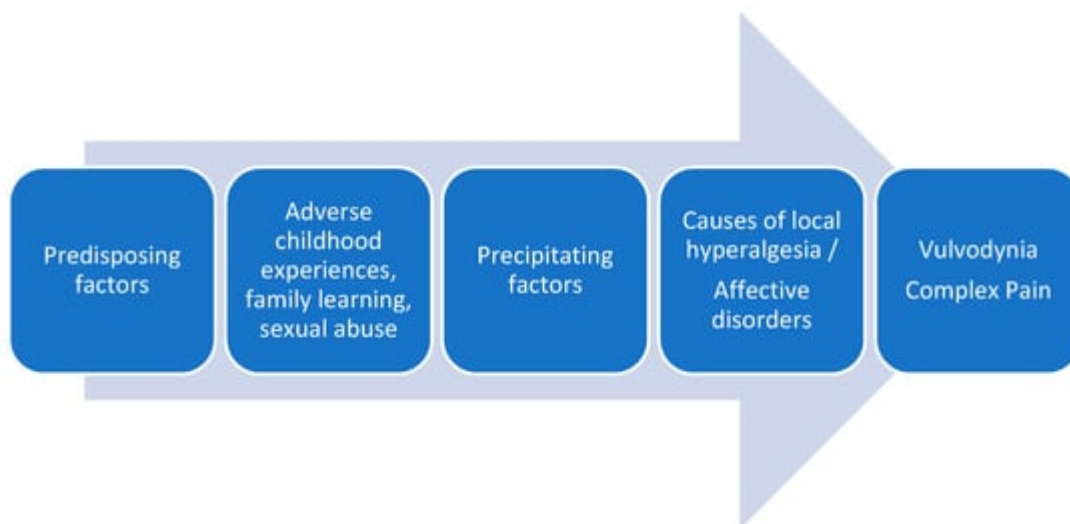 Predisposing
factors
Adverse
childhood
experiences,
family learning,
sexual abuse
Precipitating
factors
Causes of local
hyperalgesia /
Affective
disorders
Vulvodynia
Complex Pain